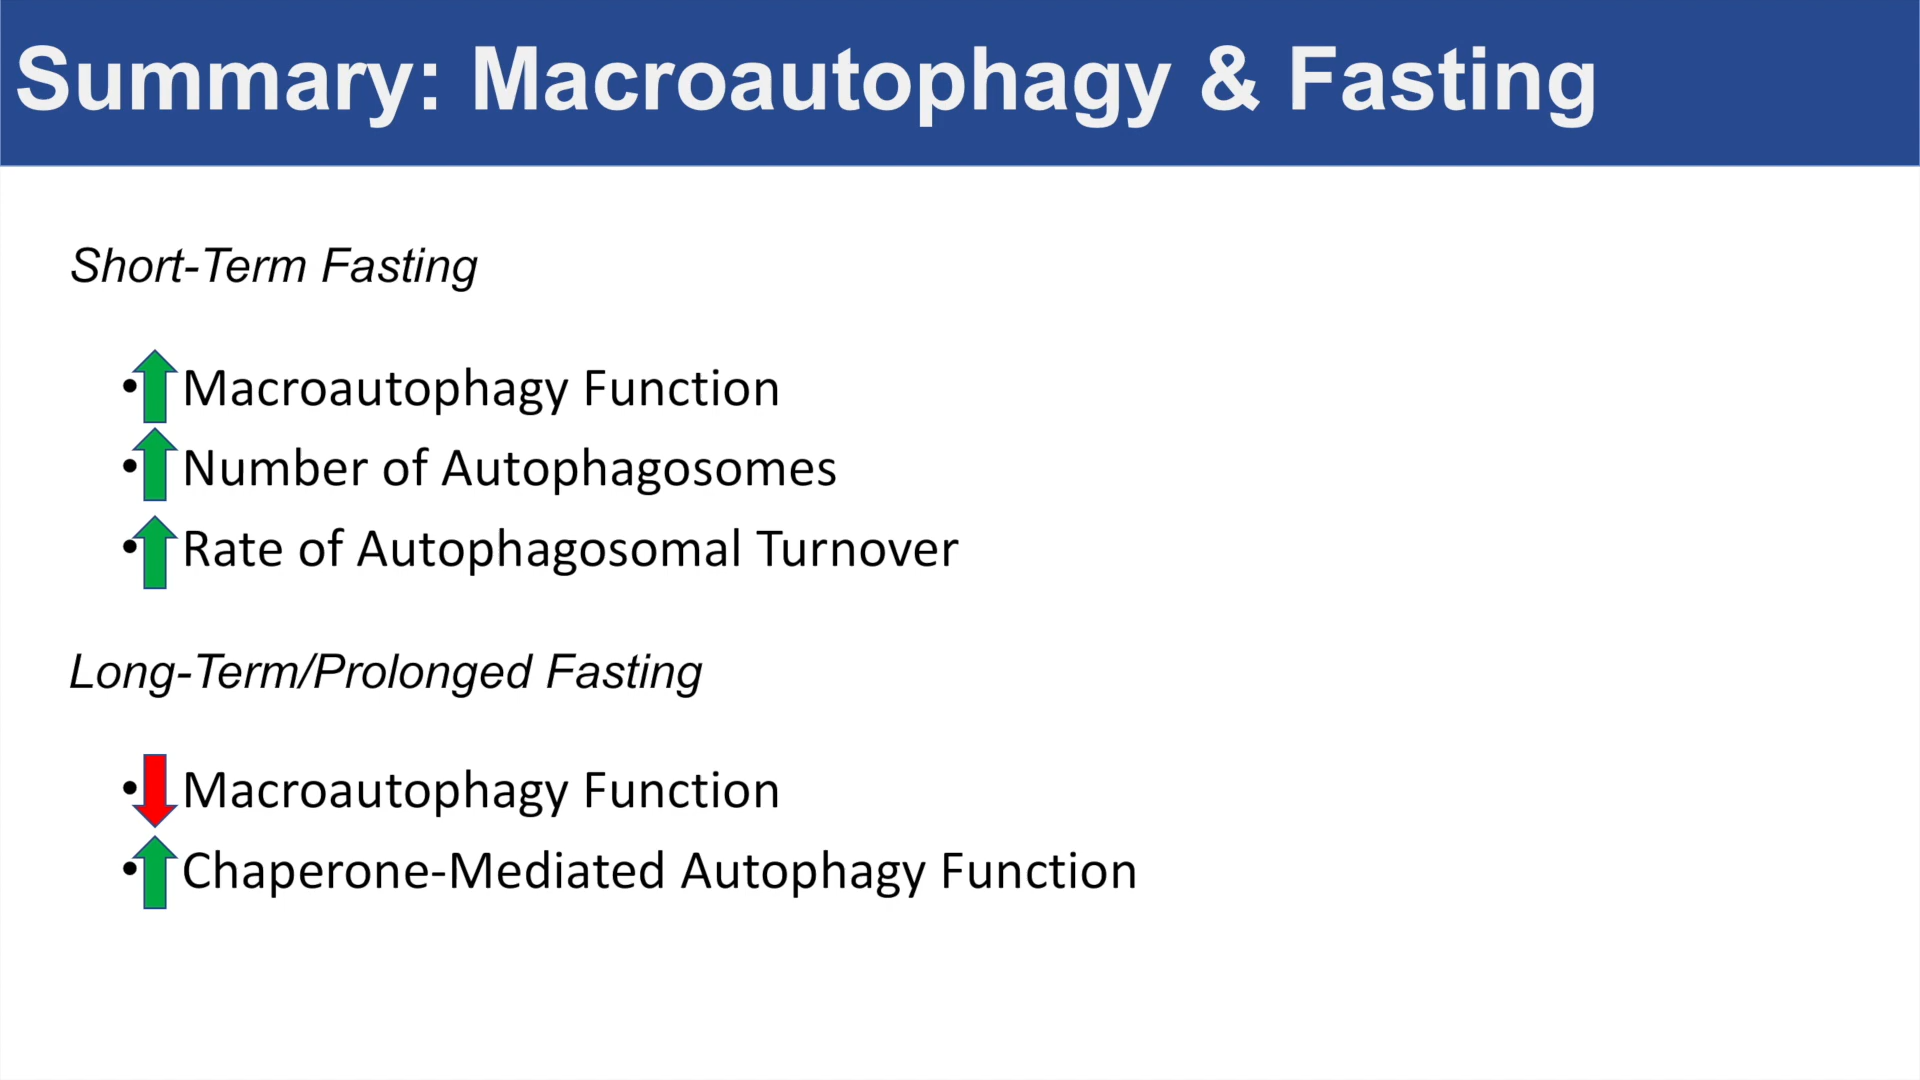 Summary: Macroautophagy & Fasting
Short-Term Fasting
• Macroautophagy Function
• Number of Autophagosomes
• Rate of Autophagosomal Turnover
Long-Term/Prolonged Fasting
• Macroautophagy Function
• Chaperone-Mediated Autophagy Function